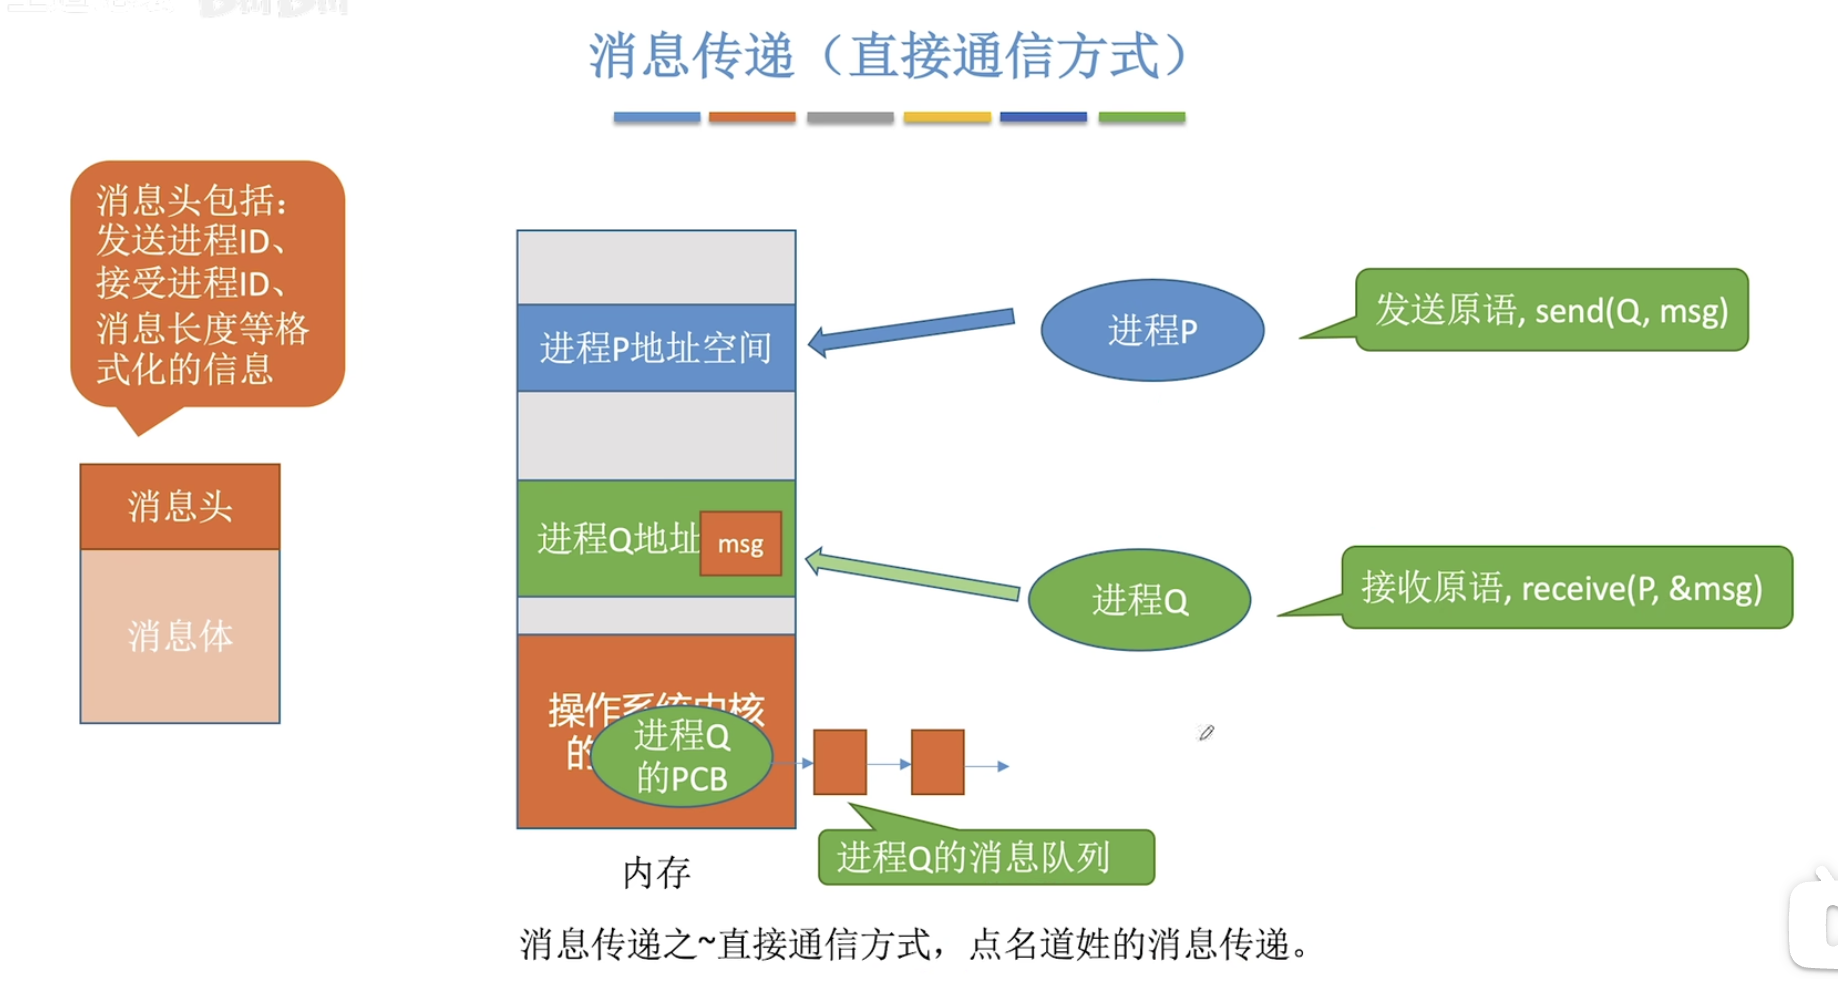 消息传递（直接通信方式）
消息头包括：
发送进程ID、
接受进程ID、
消息长度等格
式化的信息
消息头
消息体
进程P地址空间
进程Q地址
msg
操作系统内核
的
进程Q
的PCB
内存
进程P
发送原语, send(Q, msg)
进程Q
接收原语, receive(P, &msg)
进程Q的消息队列
消息传递之~直接通信方式，点名道姓的消息传递。